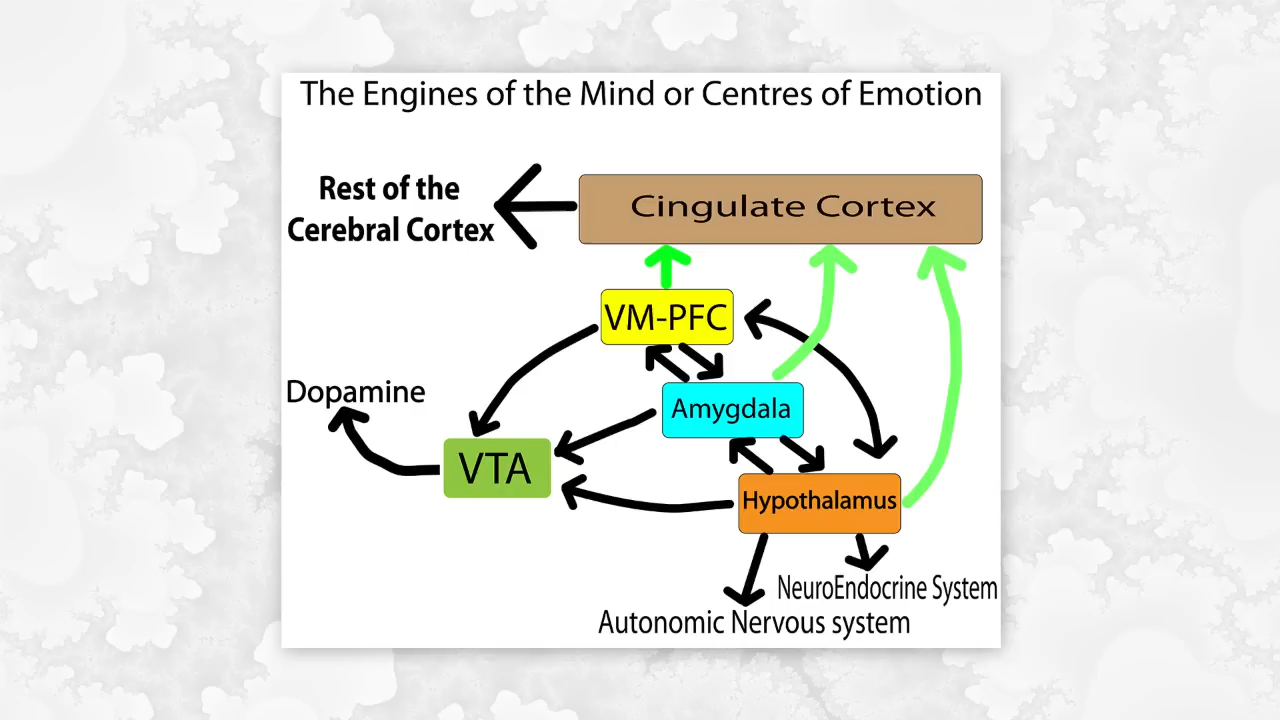 The Engines of the Mind or Centres of Emotion
Rest of the
Cerebral Cortex
Cingulate Cortex
VM-PFC
Dopamine
Amygdala
VTA
Hypothalamus
NeuroEndocrine System
Autonomic Nervous system